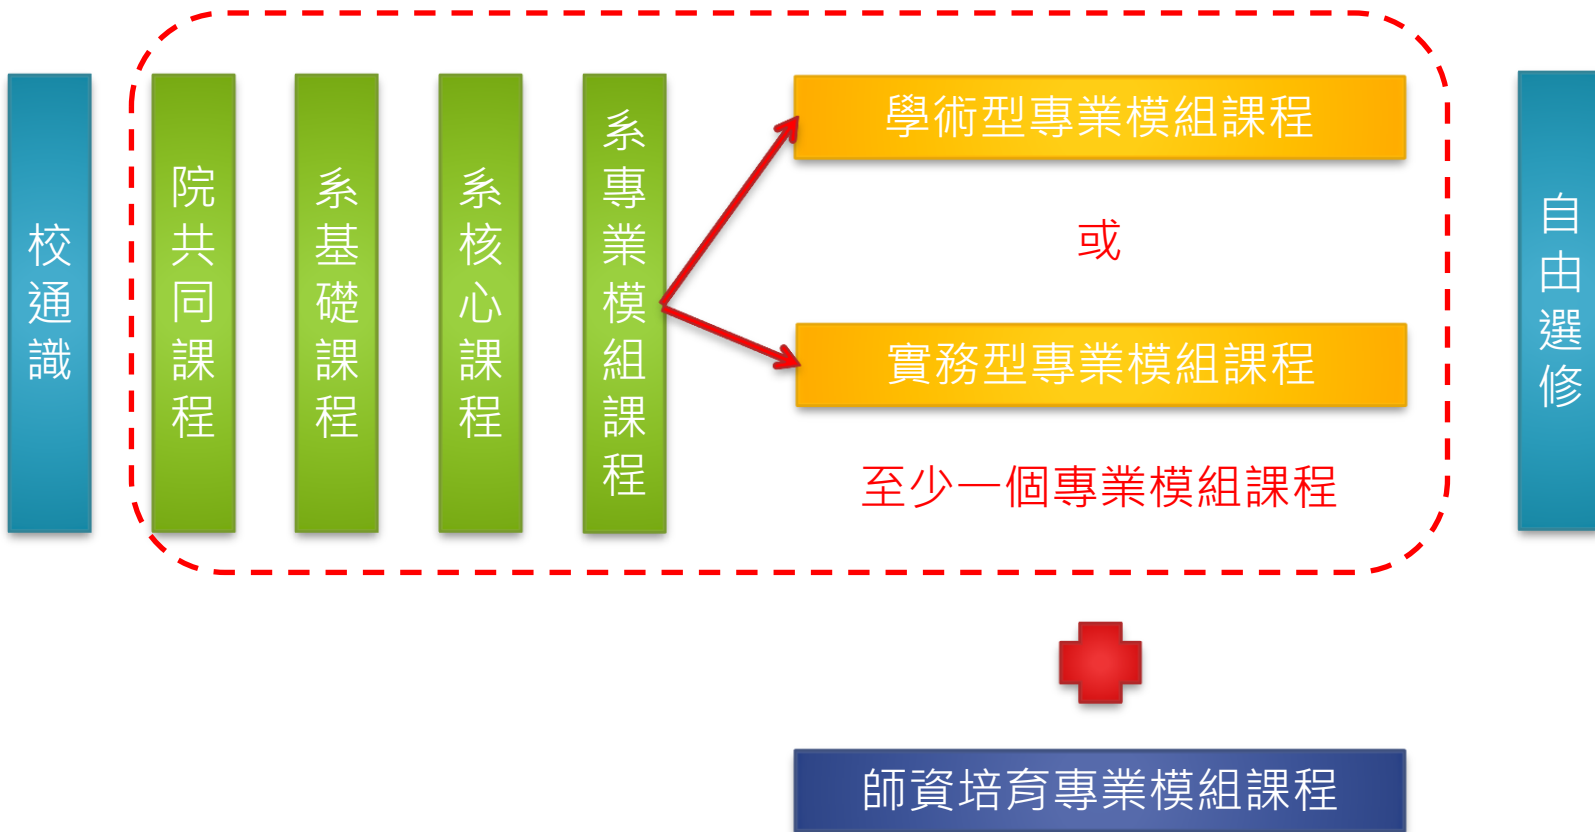 校通識
院共同課程
系基礎課程
系核心課程
系專業模組課程
學術型專業模組課程
或
實務型專業模組課程
至少一個專業模組課程
自由選修
師資培育專業模組課程